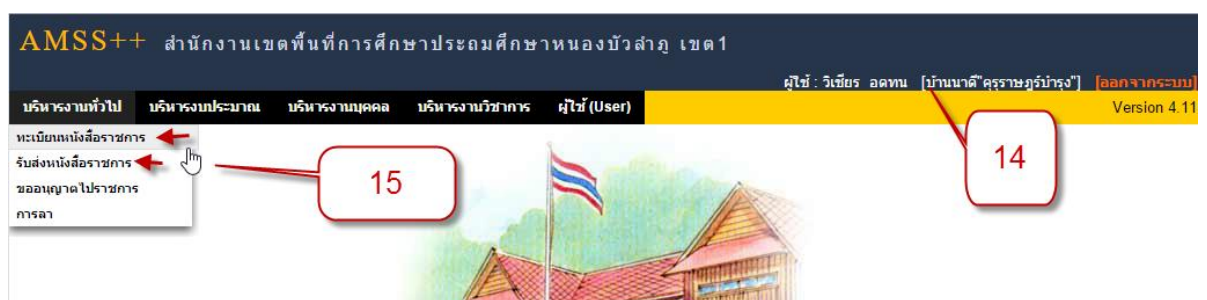 AMSS++ สำนักงานเขตพื้นที่การศึกษาประถมศึกษาหนองบัวลำภู เขต1
ผู้ใช้ : วิเชียร อดทน [บ้านนาดี"คุรุราษฎร์บำรุง"] [ออกจากระบบ]
บริหารงานทั่วไป บริหารงบประมาณ บริหารงานบุคคล บริหารงานวิชาการ ผู้ใช้ (User) Version 4.11
ทะเบียนหนังสือราชการ
รับส่งหนังสือราชการ
ขออนุญาตไปราชการ
การลา
14
15